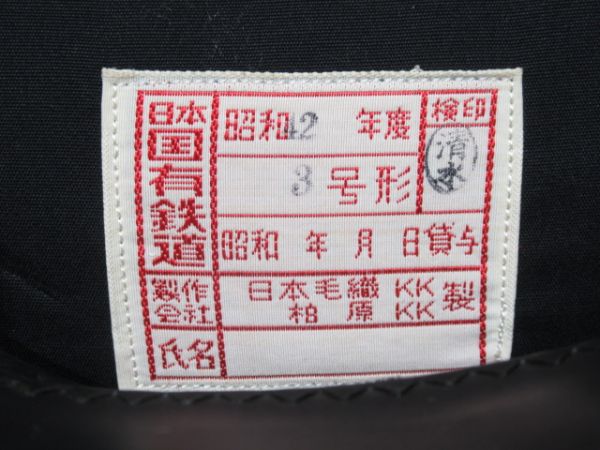 日本国有鉄道
昭和42年度
検印
清水
3号形
昭和 年 月 日貸与
製作会社
日本毛織KK
柏原KK
製
氏名